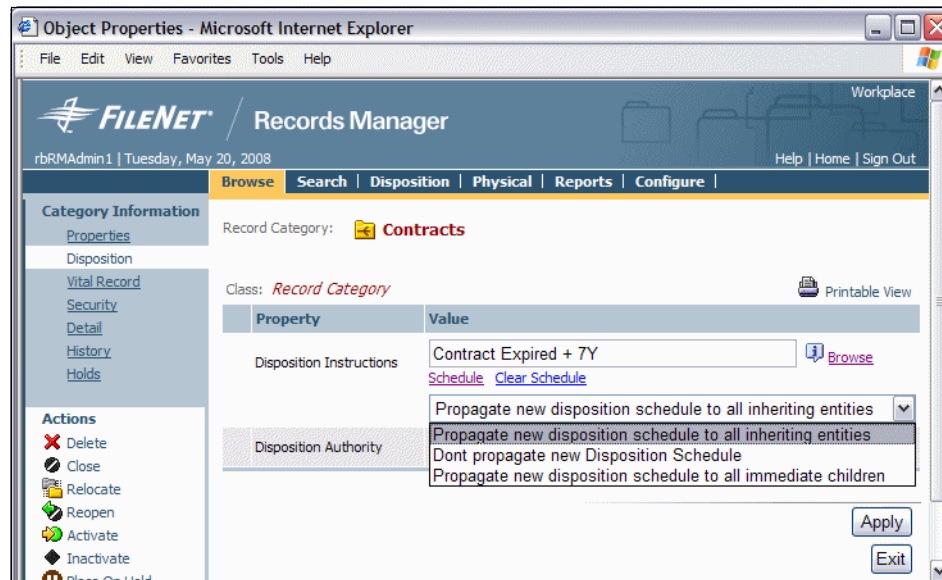 Object Properties - Microsoft Internet Explorer
File Edit View Favorites Tools Help
Workplace
FILENET Records Manager
rbRMAdmin1 | Tuesday, May 20, 2008 Help | Home | Sign Out
Browse Search | Disposition | Physical | Reports | Configure |
Category Information
Properties
Disposition
Vital Record
Security
Detail
History
Holds
Actions
Delete
Close
Relocate
Reopen
Activate
Inactivate
Place On Hold
Record Category: Contracts
Class: Record Category Printable View
Property Value
Disposition Instructions Contract Expired + 7Y Browse
Schedule Clear Schedule
Propagate new disposition schedule to all inheriting entities
Disposition Authority
Propagate new disposition schedule to all inheriting entities
Dont propagate new Disposition Schedule
Propagate new disposition schedule to all immediate children
Apply
Exit